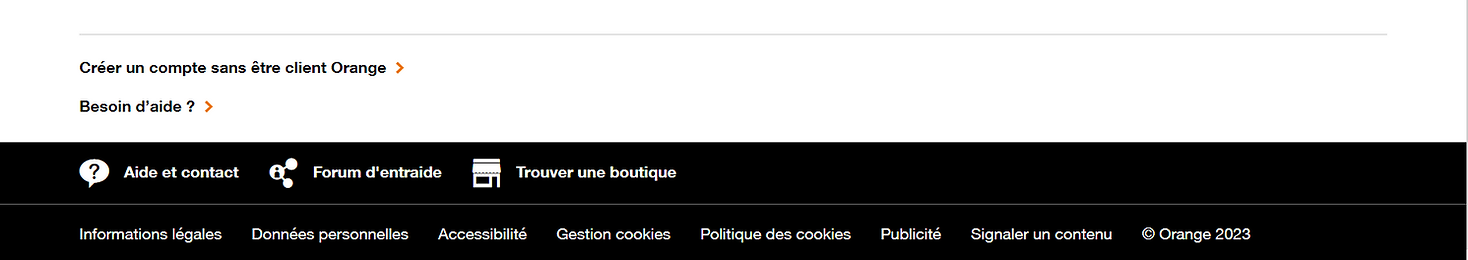 Créer un compte sans être client Orange
Besoin d’aide ?
Aide et contact Forum d'entraide Trouver une boutique
Informations légales Données personnelles Accessibilité Gestion cookies Politique des cookies Publicité Signaler un contenu © Orange 2023